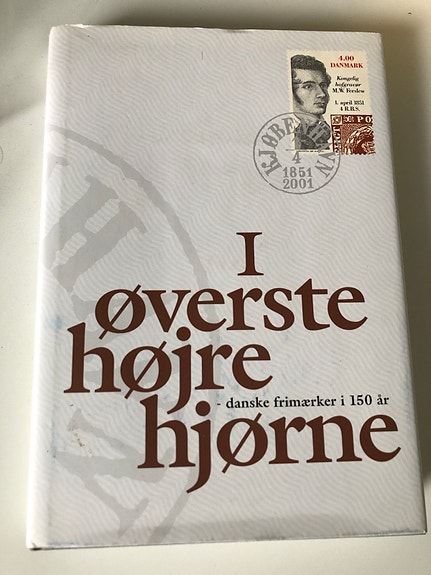 4.00
DANMARK
Kongelig
hofgravør
M.W. Ferslew
1. april 1851
4 R.B.S.
KJØBENHAVN
4
1851
2001
I
øverste
højre
- danske frimærker i 150 år
hjørne